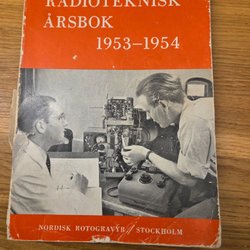 RADIOTEKNISK
ÅRSBOK
1953-1954
NORDISK ROTOGRAVYR STOCKHOLM